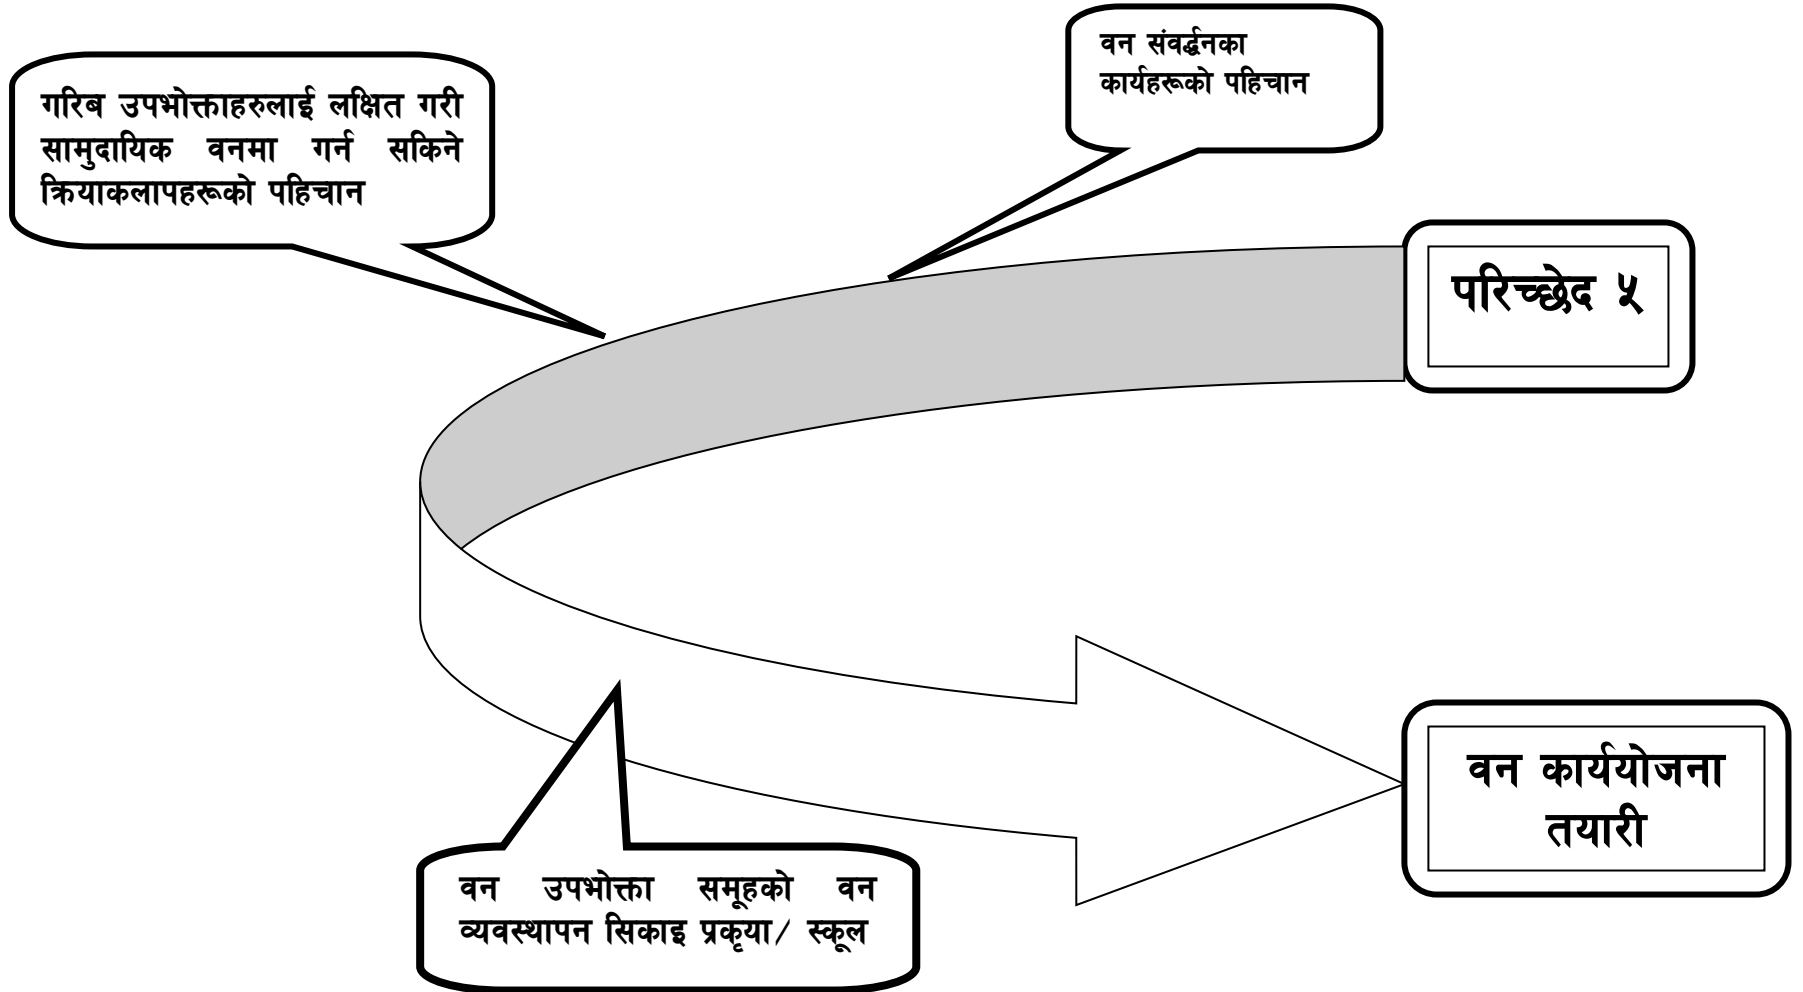 वन संवर्द्धनका
कार्यहरूको पहिचान
गरिब उपभोक्ताहरुलाई लक्षित गरी
सामुदायिक वनमा गर्न सकिने
क्रियाकलापहरूको पहिचान
परिच्छेद ५
वन कार्ययोजना
तयारी
वन उपभोक्ता समूहको वन
व्यवस्थापन सिकाइ प्रकृया/ स्कूल